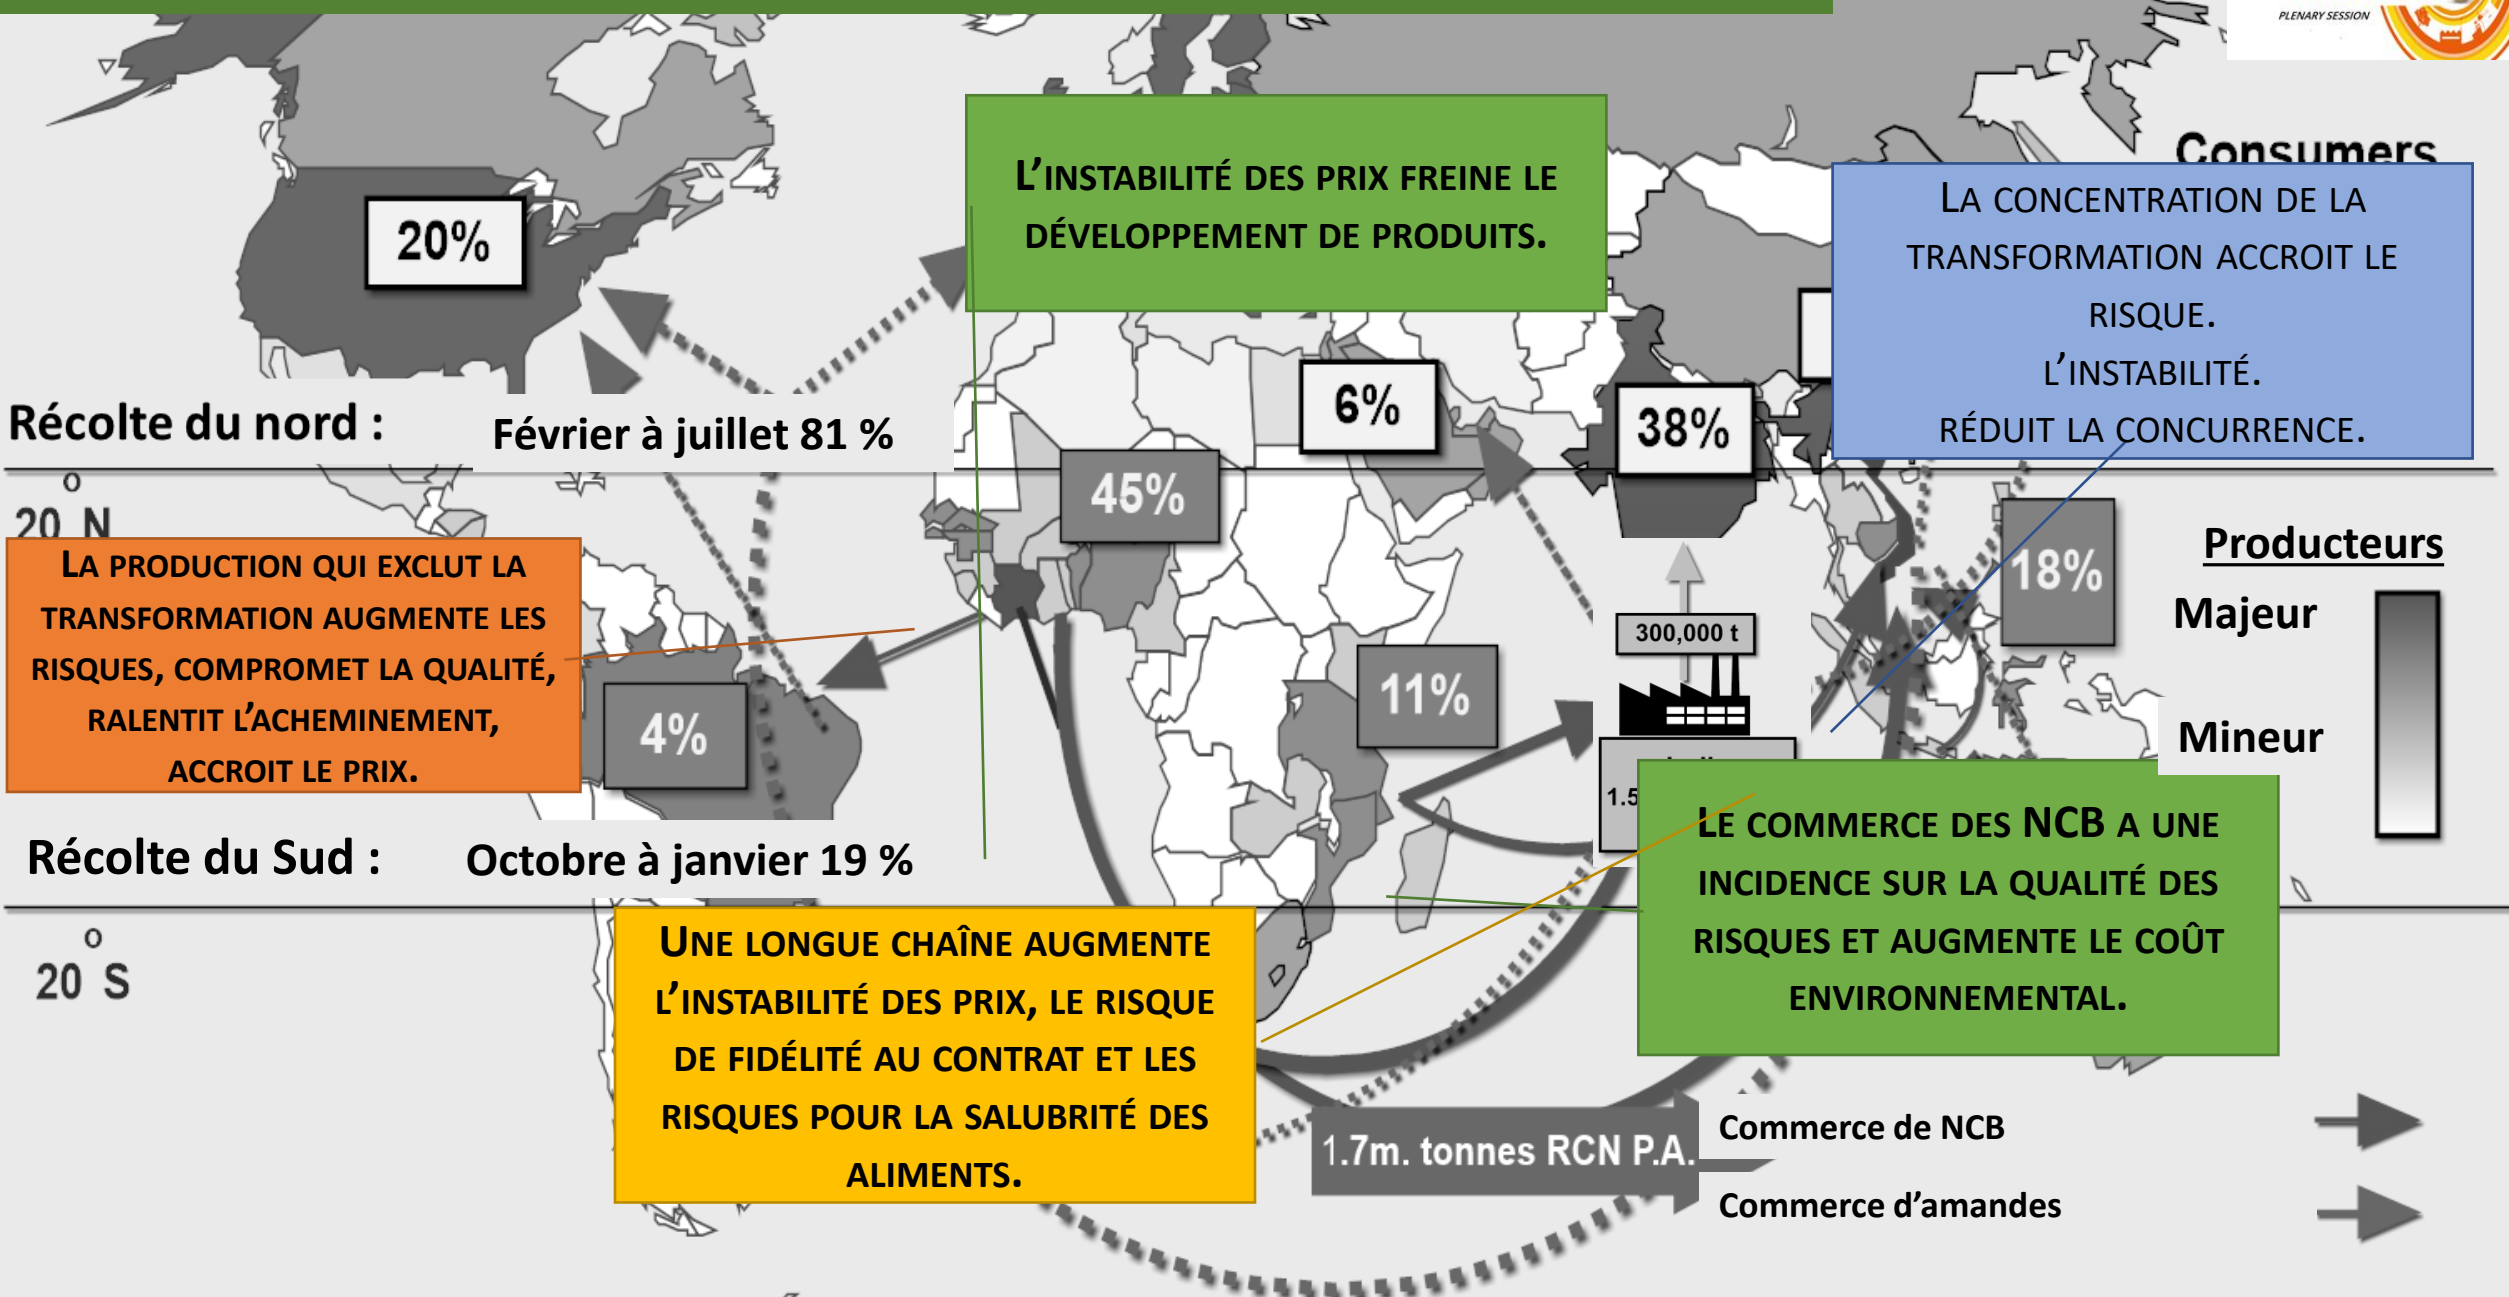 PLENARY SESSION
Consumers
L'INSTABILITÉ DES PRIX FREINE LE
DÉVELOPPEMENT DE PRODUITS.
LA CONCENTRATION DE LA
TRANSFORMATION ACCROIT LE
RISQUE.
L'INSTABILITÉ.
RÉDUIT LA CONCURRENCE.
20%
6%
38%
Récolte du nord :
Février à juillet 81 %
45%
20 N
o
18%
Producteurs
Majeur
Mineur
LA PRODUCTION QUI EXCLUT LA
TRANSFORMATION AUGMENTE LES
RISQUES, COMPROMET LA QUALITÉ,
RALENTIT L'ACHEMINEMENT,
ACCROIT LE PRIX.
4%
11%
300,000 t
1.5
LE COMMERCE DES NCB A UNE
INCIDENCE SUR LA QUALITÉ DES
RISQUES ET AUGMENTE LE COÛT
ENVIRONNEMENTAL.
Récolte du Sud :
Octobre à janvier 19 %
o
20 S
UNE LONGUE CHAÎNE AUGMENTE
L'INSTABILITÉ DES PRIX, LE RISQUE
DE FIDÉLITÉ AU CONTRAT ET LES
RISQUES POUR LA SALUBRITÉ DES
ALIMENTS.
1.7m. tonnes RCN P.A.
Commerce de NCB
Commerce d'amandes